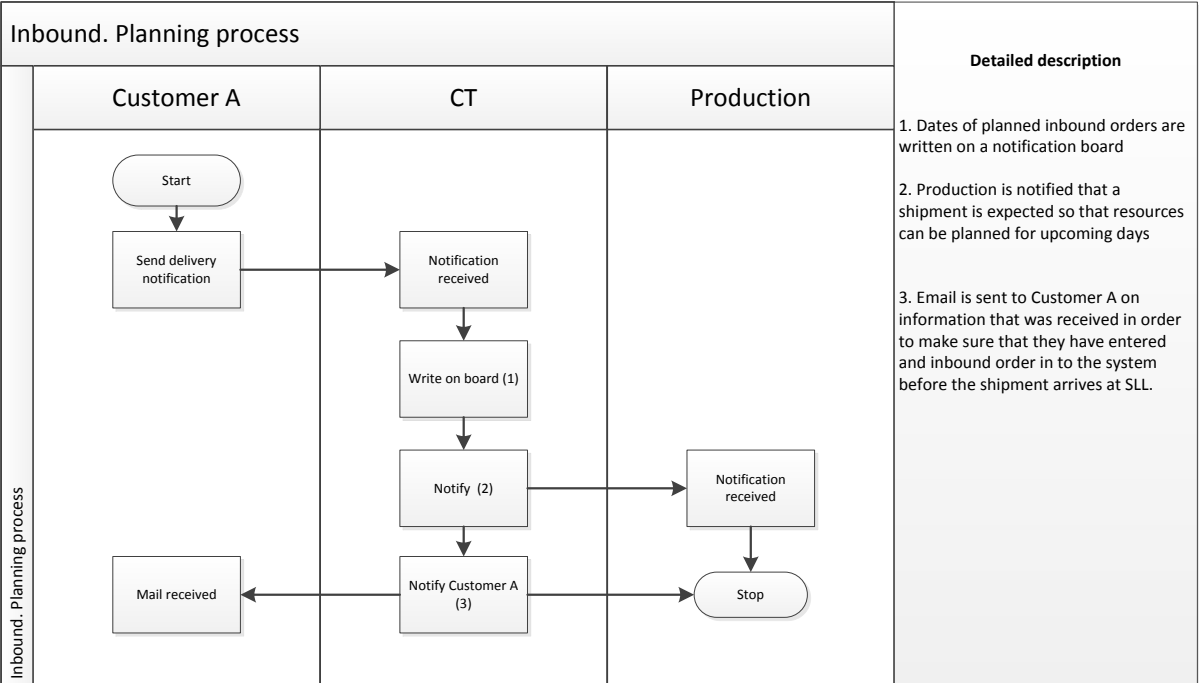 Inbound. Planning process
Detailed description
Customer A
CT
Production
1. Dates of planned inbound orders are
written on a notification board
2. Production is notified that a
shipment is expected so that resources
can be planned for upcoming days
3. Email is sent to Customer A on
information that was received in order
to make sure that they have entered
and inbound order in to the system
before the shipment arrives at SLL.
Start
Send delivery
notification
Notification
received
Write on board (1)
Notify  (2)
Notification
received
Mail received
Notify Customer A
(3)
Stop
Inbound. Planning process